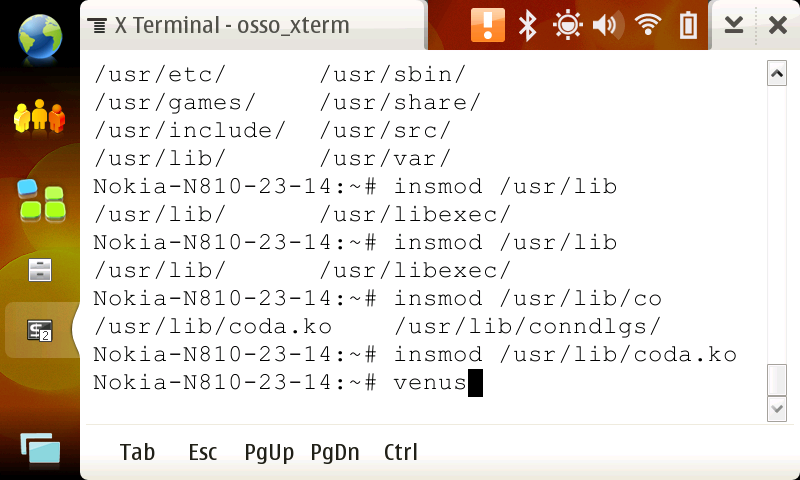 X Terminal - osso_xterm
/usr/etc/ /usr/sbin/
/usr/games/ /usr/share/
/usr/include/ /usr/src/
/usr/lib/ /usr/var/
Nokia-N810-23-14:~# insmod /usr/lib
/usr/lib/ /usr/libexec/
Nokia-N810-23-14:~# insmod /usr/lib
/usr/lib/ /usr/libexec/
Nokia-N810-23-14:~# insmod /usr/lib/co
/usr/lib/coda.ko /usr/lib/conndlgs/
Nokia-N810-23-14:~# insmod /usr/lib/coda.ko
Nokia-N810-23-14:~# venus
2
Tab Esc PgUp PgDn Ctrl